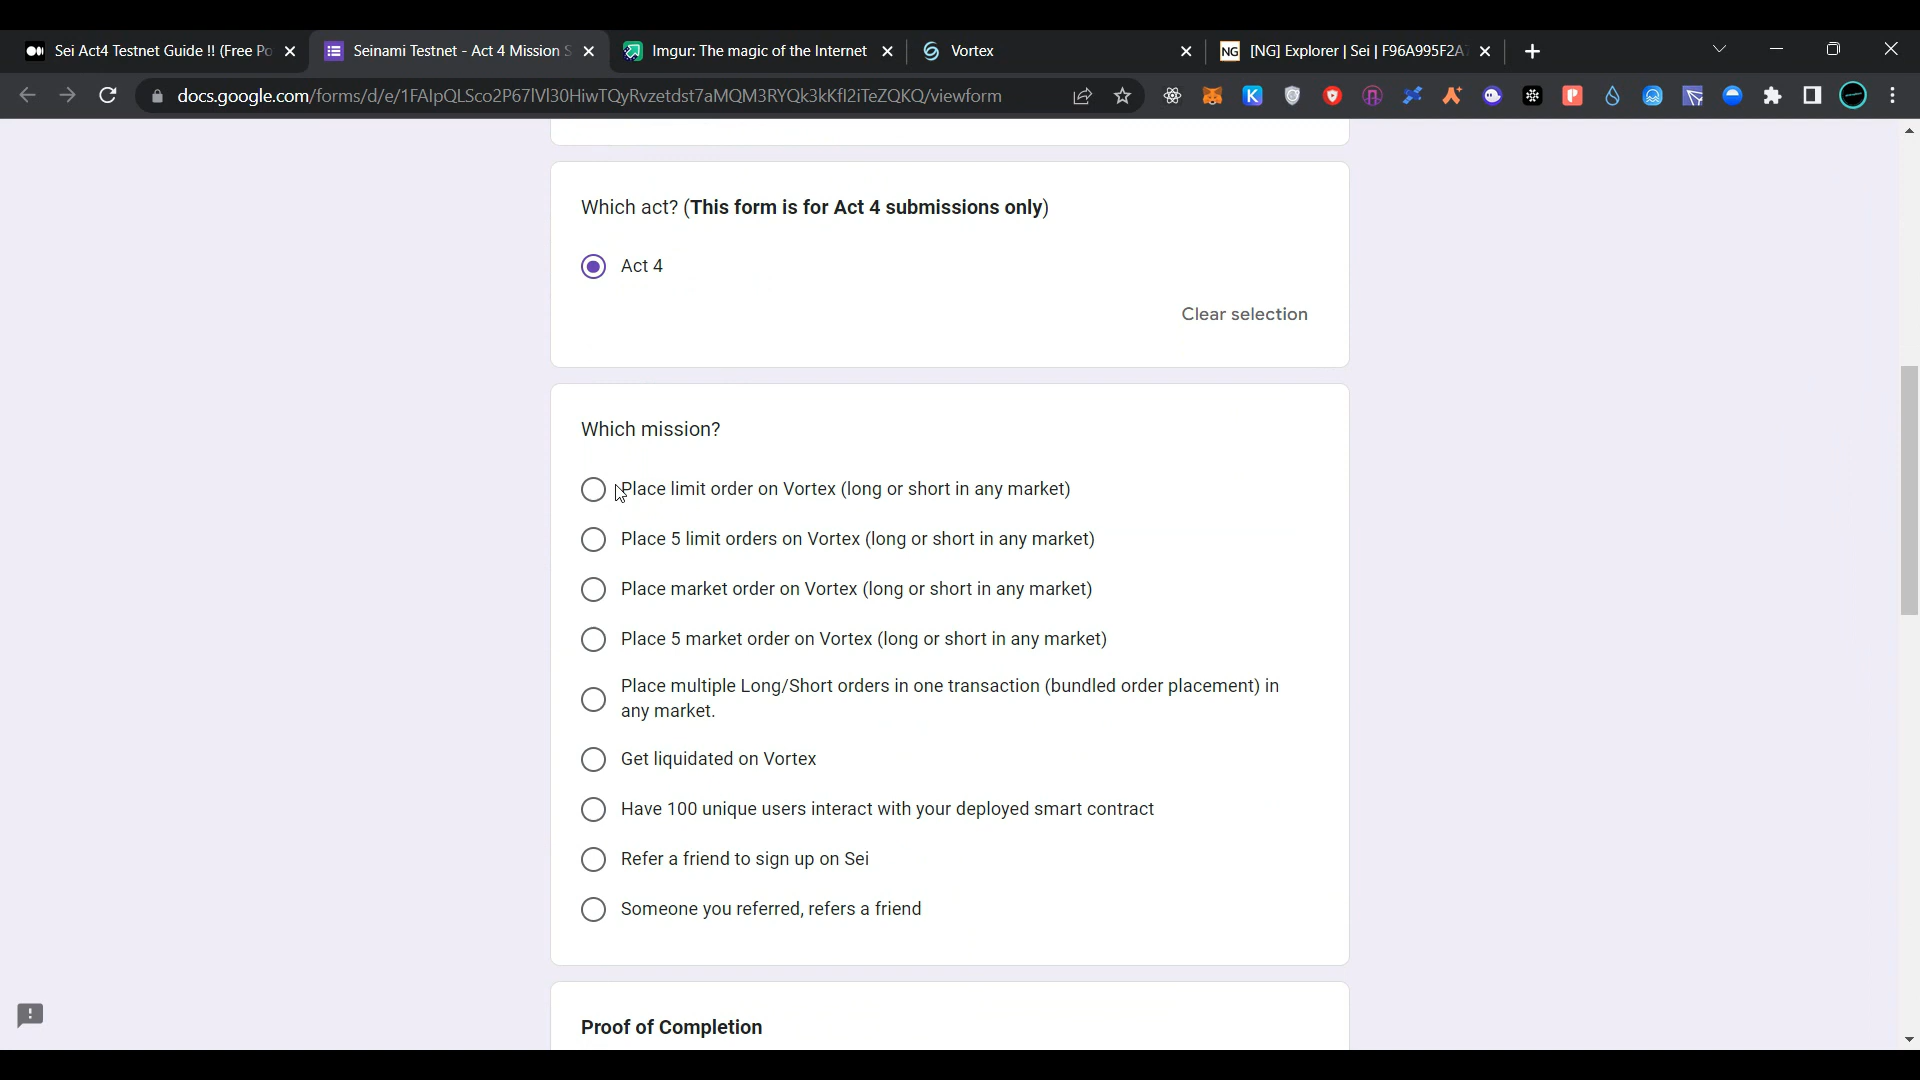 Sei Act4 Testnet Guide !! (Free Po
Seinami Testnet - Act 4 Mission S
Imgur: The magic of the Internet
Vortex
NG [NG] Explorer | Sei | F96A995F2A
Which act? (This form is for Act 4 submissions only)
Act 4
Clear selection
Which mission?
Place limit order on Vortex (long or short in any market)
Place 5 limit orders on Vortex (long or short in any market)
Place market order on Vortex (long or short in any market)
Place 5 market order on Vortex (long or short in any market)
Place multiple Long/Short orders in one transaction (bundled order placement) in
any market.
Get liquidated on Vortex
Have 100 unique users interact with your deployed smart contract
Refer a friend to sign up on Sei
Someone you referred, refers a friend
Proof of Completion